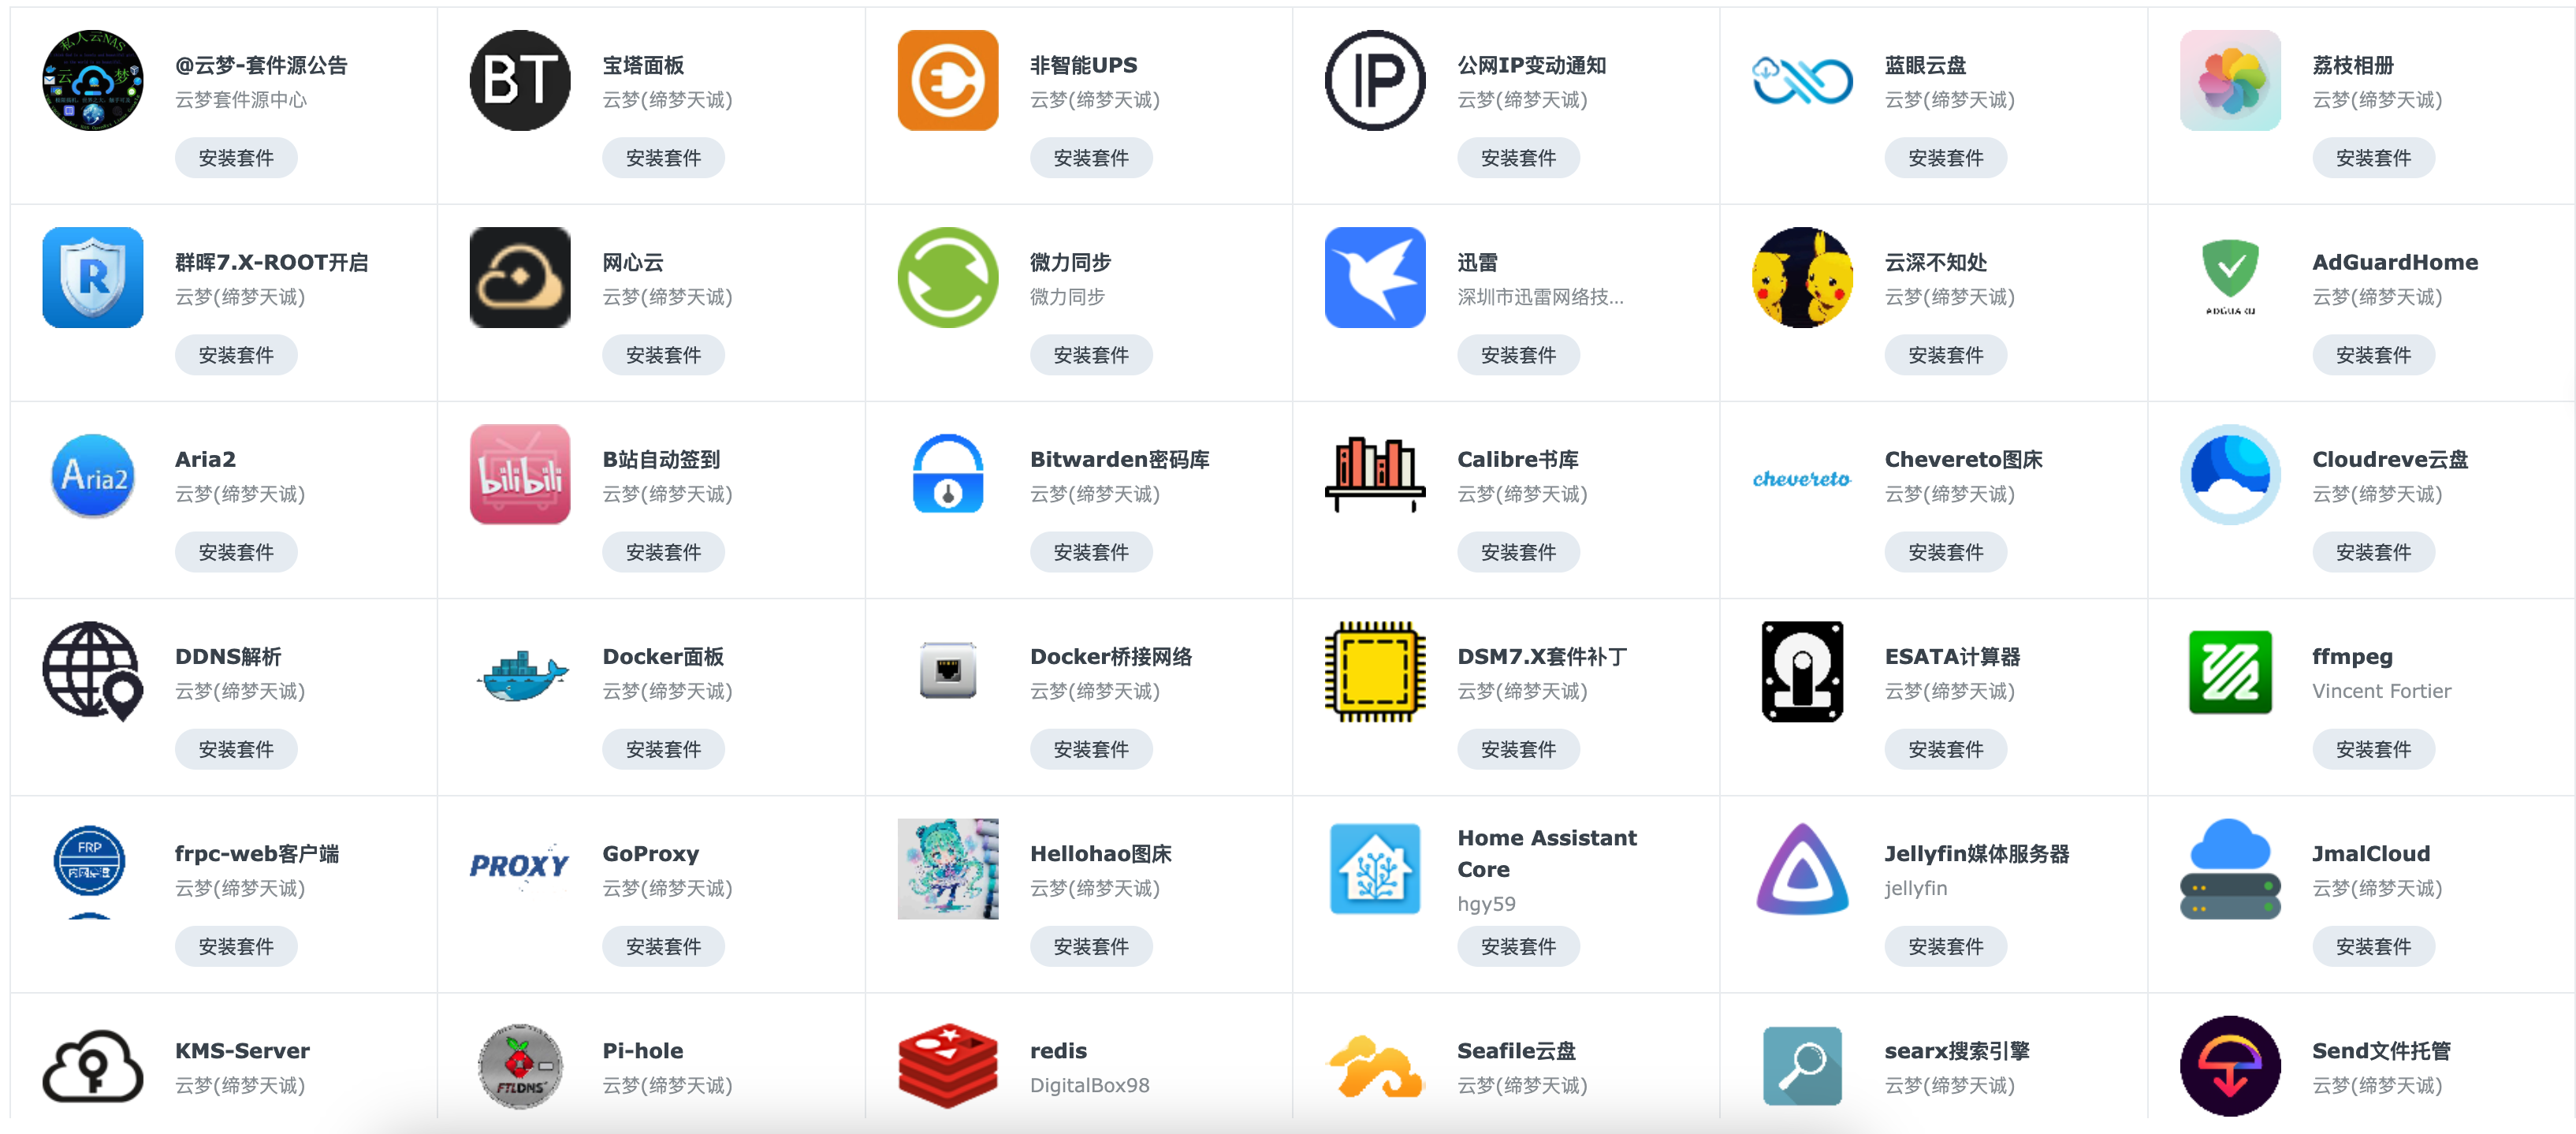 私人云NAS
云 梦
@云梦-套件源公告
云梦套件源中心
安装套件
BT
宝塔面板
云梦(缔梦天诚)
安装套件
非智能UPS
云梦(缔梦天诚)
安装套件
IP
公网IP变动通知
云梦(缔梦天诚)
安装套件
蓝眼云盘
云梦(缔梦天诚)
安装套件
荔枝相册
云梦(缔梦天诚)
安装套件
R
群晖7.X-ROOT开启
云梦(缔梦天诚)
安装套件
网心云
云梦(缔梦天诚)
安装套件
微力同步
微力同步
安装套件
迅雷
深圳市迅雷网络技...
安装套件
云深不知处
云梦(缔梦天诚)
安装套件
AdGuardHome
云梦(缔梦天诚)
安装套件
Aria2
Aria2
云梦(缔梦天诚)
安装套件
bilibili
B站自动签到
云梦(缔梦天诚)
安装套件
Bitwarden密码库
云梦(缔梦天诚)
安装套件
Calibre书库
云梦(缔梦天诚)
安装套件
chevereto
Chevereto图床
云梦(缔梦天诚)
安装套件
Cloudreve云盘
云梦(缔梦天诚)
安装套件
DDNS解析
云梦(缔梦天诚)
安装套件
Docker面板
云梦(缔梦天诚)
安装套件
Docker桥接网络
云梦(缔梦天诚)
安装套件
DSM7.X套件补丁
云梦(缔梦天诚)
安装套件
ESATA计算器
云梦(缔梦天诚)
安装套件
ffmpeg
Vincent Fortier
安装套件
FRP
frpc-web客户端
云梦(缔梦天诚)
安装套件
PROXY
GoProxy
云梦(缔梦天诚)
安装套件
Hellohao图床
云梦(缔梦天诚)
安装套件
Home Assistant
Core
hgy59
安装套件
Jellyfin媒体服务器
jellyfin
安装套件
JmalCloud
云梦(缔梦天诚)
安装套件
KMS-Server
云梦(缔梦天诚)
FTLDNS
Pi-hole
云梦(缔梦天诚)
redis
DigitalBox98
Seafile云盘
云梦(缔梦天诚)
searx搜索引擎
云梦(缔梦天诚)
Send文件托管
云梦(缔梦天诚)